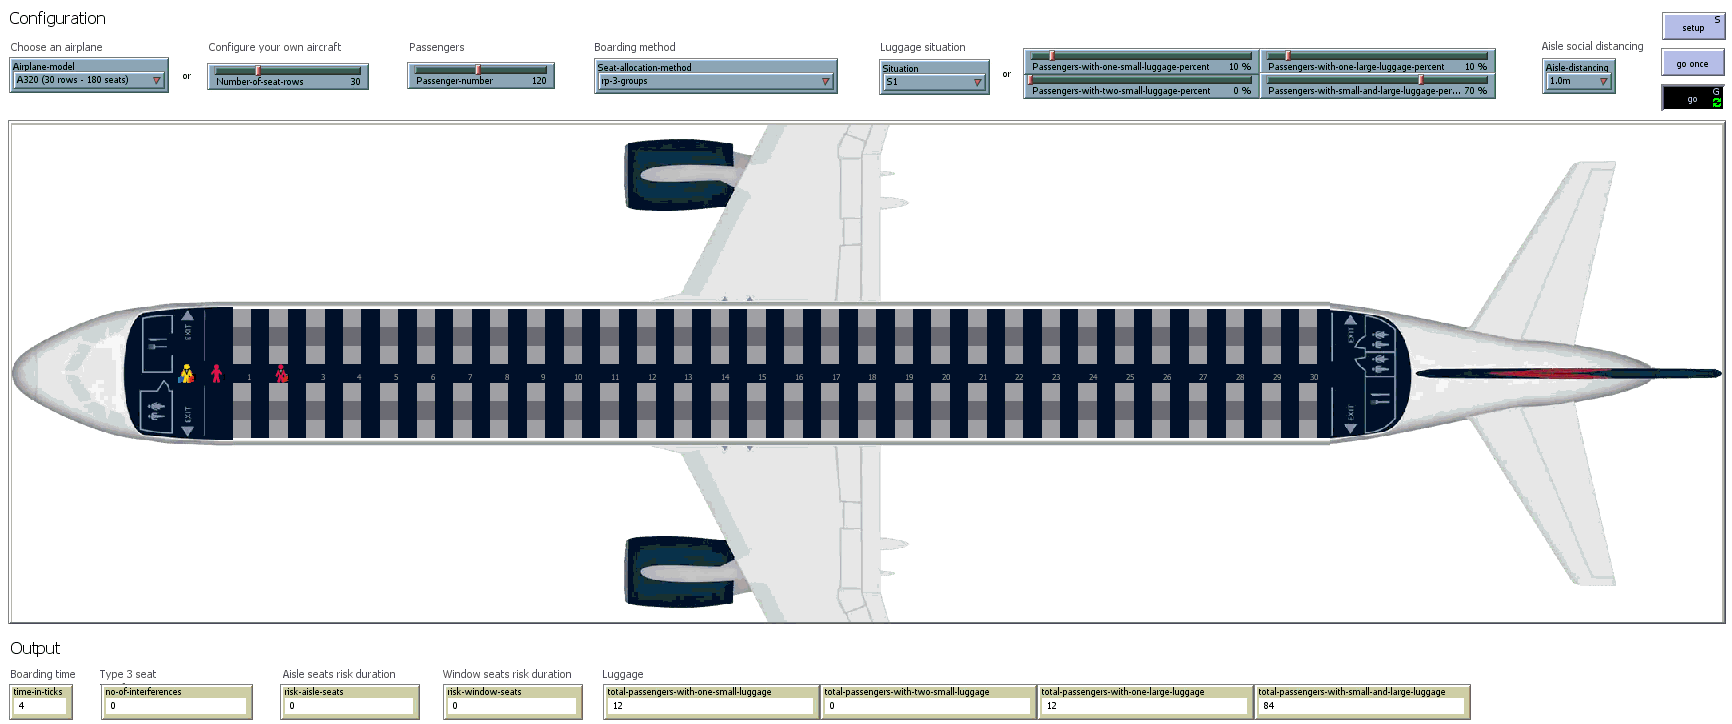 Configuration
Choose an airplane
Configure your own aircraft
Passengers
Boarding method
Luggage situation
Aisle social distancing
Airplane-model
A320 (30 rows - 180 seats)
or
Number-of-seat-rows 30
Passenger-number 120
Seat-allocation-method
rp-3-groups
Situation
S1
or
Passengers-with-one-small-luggage-percent 10 %
Passengers-with-one-large-luggage-percent 10 %
Passengers-with-two-small-luggage-percent 0 %
Passengers-with-small-and-large-luggage-per... 70 %
Aisle-distancing
1.0m
S
setup
go once
G
go
EXIT
EXIT
1 3 4 5 6 7 8 9 10 11 12 13 14 15 16 17 18 19 20 21 22 23 24 25 26 27 28 29 30
EXIT
EXIT
Output
Boarding time
Type 3 seat
Aisle seats risk duration
Window seats risk duration
Luggage
time-in-ticks
4
no-of-interferences
0
risk-aisle-seats
0
risk-window-seats
0
total-passengers-with-one-small-luggage
12
total-passengers-with-two-small-luggage
0
total-passengers-with-one-large-luggage
12
total-passengers-with-small-and-large-luggage
84